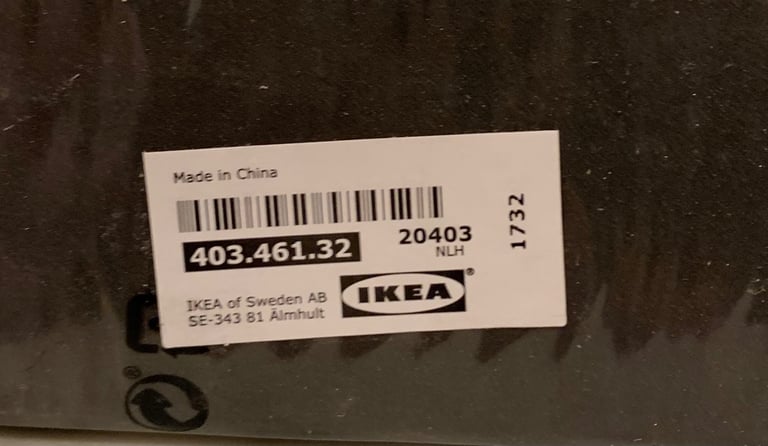 Made in China
403.461.32
20403
NLH
1732
IKEA of Sweden AB
SE-343 81 Älmhult
IKEA®
®